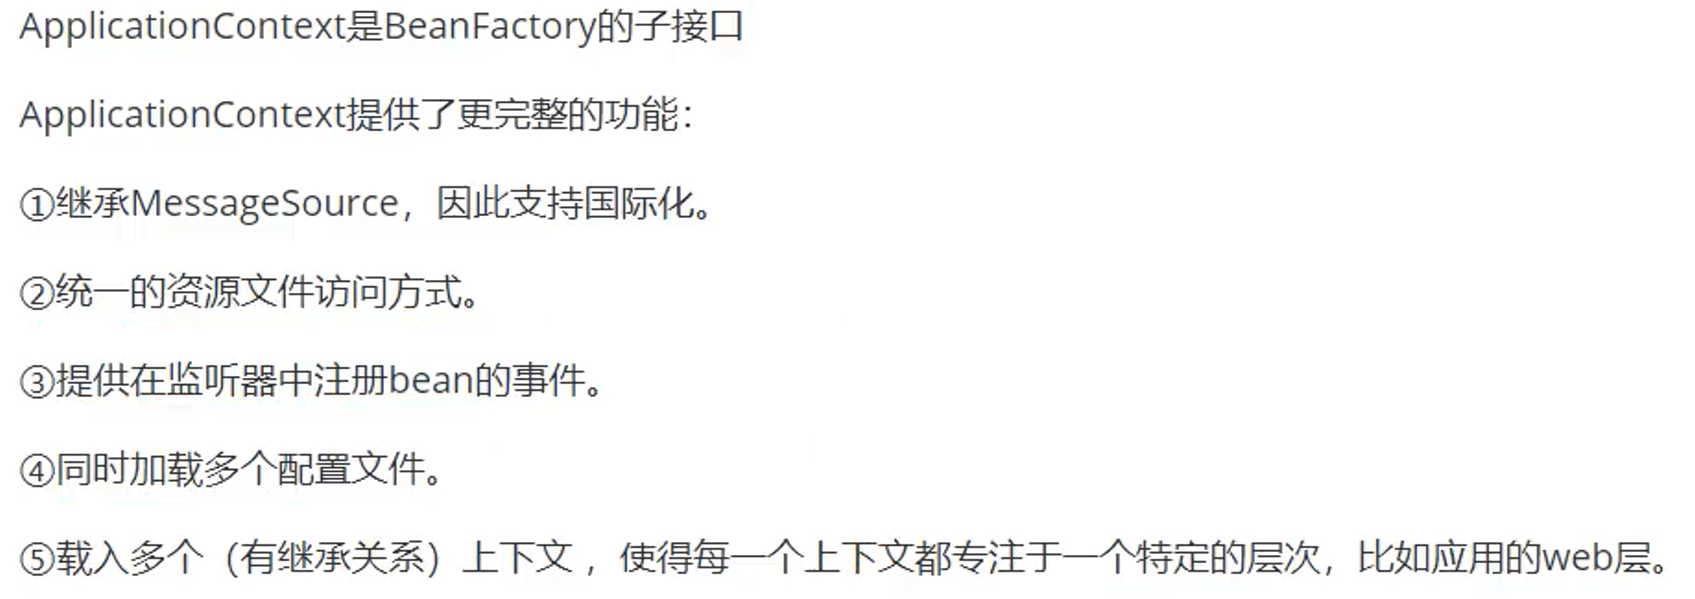 ApplicationContext是BeanFactory的子接口
ApplicationContext提供了更完整的功能：
①继承MessageSource，因此支持国际化。
②统一的资源文件访问方式。
③提供在监听器中注册bean的事件。
④同时加载多个配置文件。
⑤载入多个（有继承关系）上下文 ，使得每一个上下文都专注于一个特定的层次，比如应用的web层。